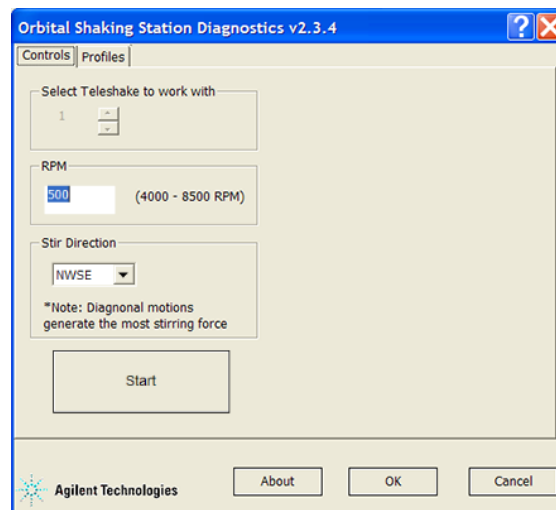 Orbital Shaking Station Diagnostics v2.3.4
Controls Profiles
Select Teleshake to work with
1
RPM
500 (4000 - 8500 RPM)
Stir Direction
NWSE
*Note: Diagnonal motions
generate the most stirring force
Start
Agilent Technologies About OK Cancel